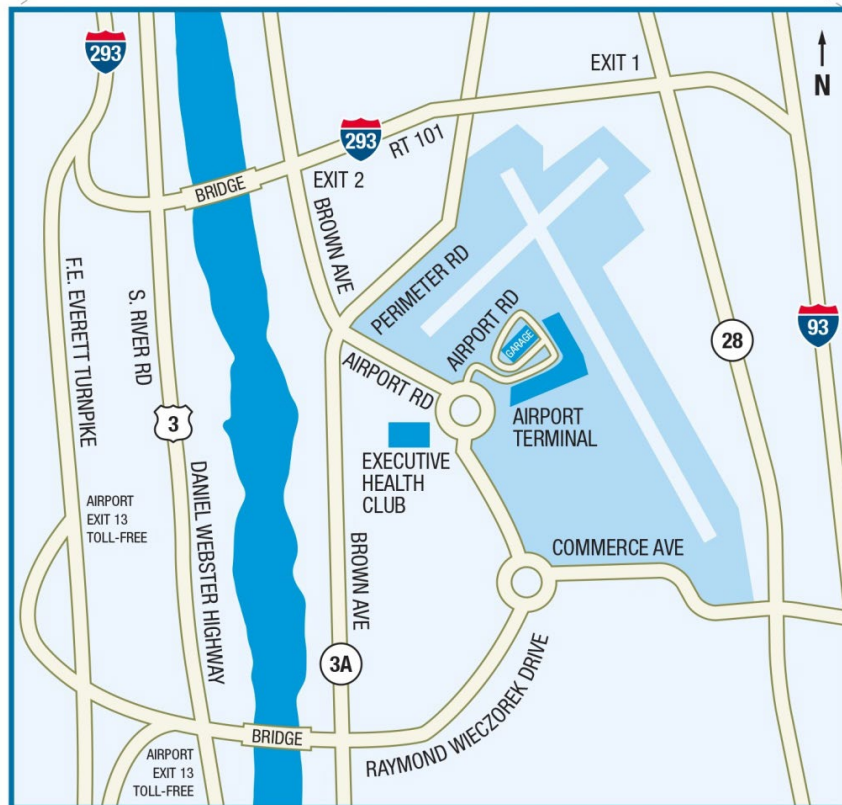 293
EXIT 1
N
293
RT 101
BRIDGE
EXIT 2
BROWN AVE
PERIMETER RD
F.E. EVERETT TURNPIKE
S. RIVER RD
AIRPORT RD
GARAGE
28
93
AIRPORT RD
3
AIRPORT
TERMINAL
EXECUTIVE
HEALTH
CLUB
AIRPORT
EXIT 13
TOLL-FREE
DANIEL WEBSTER HIGHWAY
BROWN AVE
COMMERCE AVE
3A
RAYMOND WIECZOREK DRIVE
BRIDGE
AIRPORT
EXIT 13
TOLL-FREE